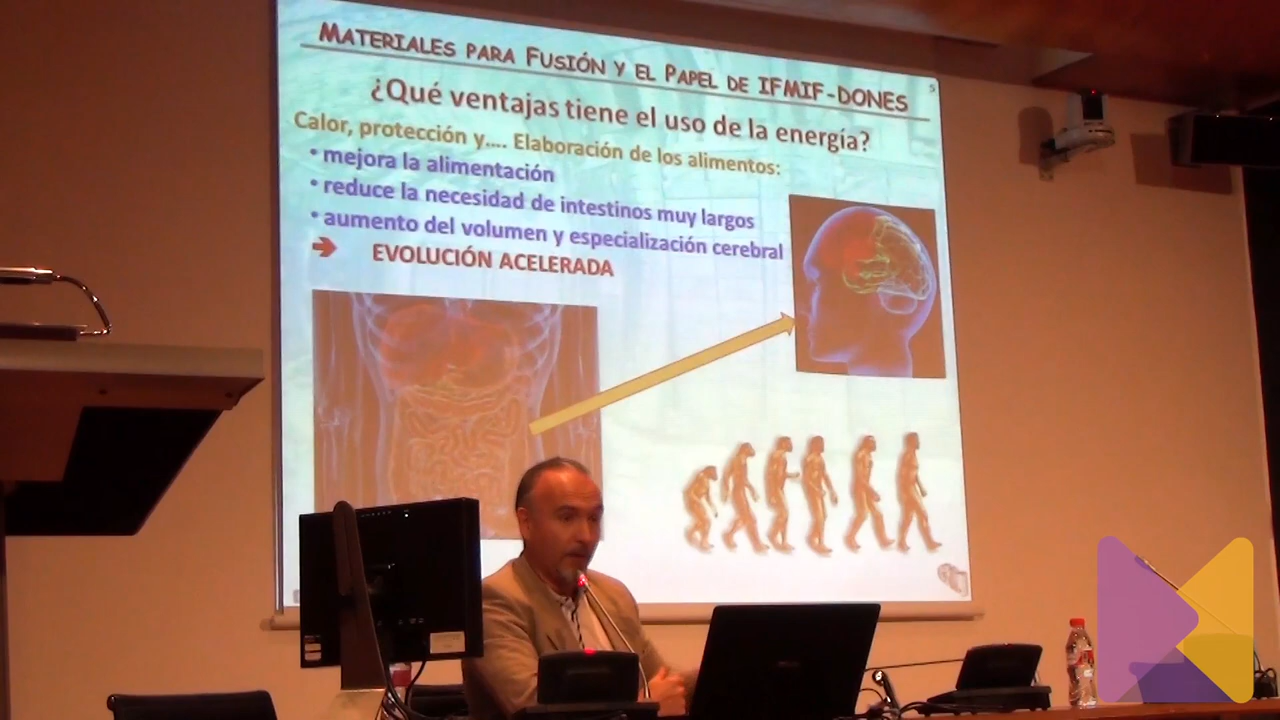 MATERIALES PARA FUSIÓN Y EL PAPEL DE IFMIF-DONES
5
¿Qué ventajas tiene el uso de la energía?
Calor, protección y.... Elaboración de los alimentos:
• mejora la alimentación
• reduce la necesidad de intestinos muy largos
• aumento del volumen y especialización cerebral
EVOLUCIÓN ACELERADA